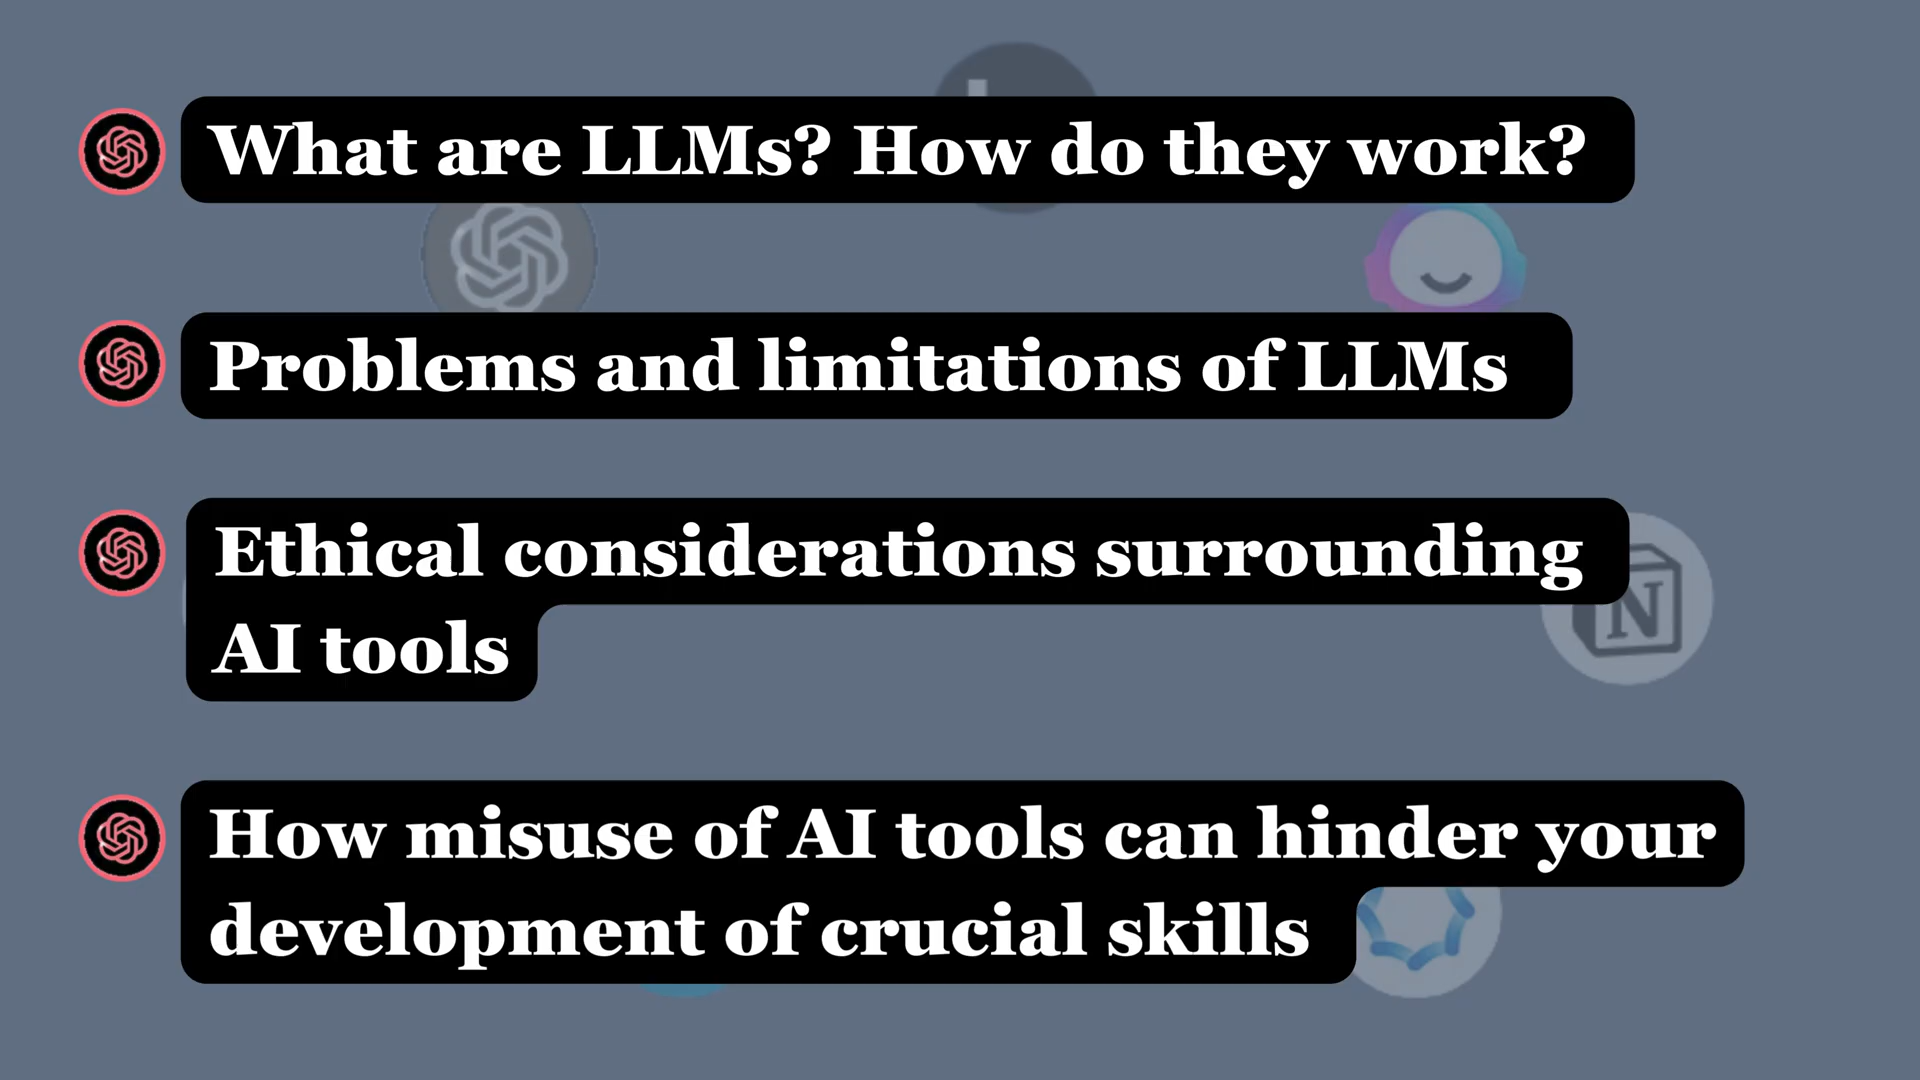 What are LLMs? How do they work?
Problems and limitations of LLMs
Ethical considerations surrounding
AI tools
N
How misuse of AI tools can hinder your
development of crucial skills